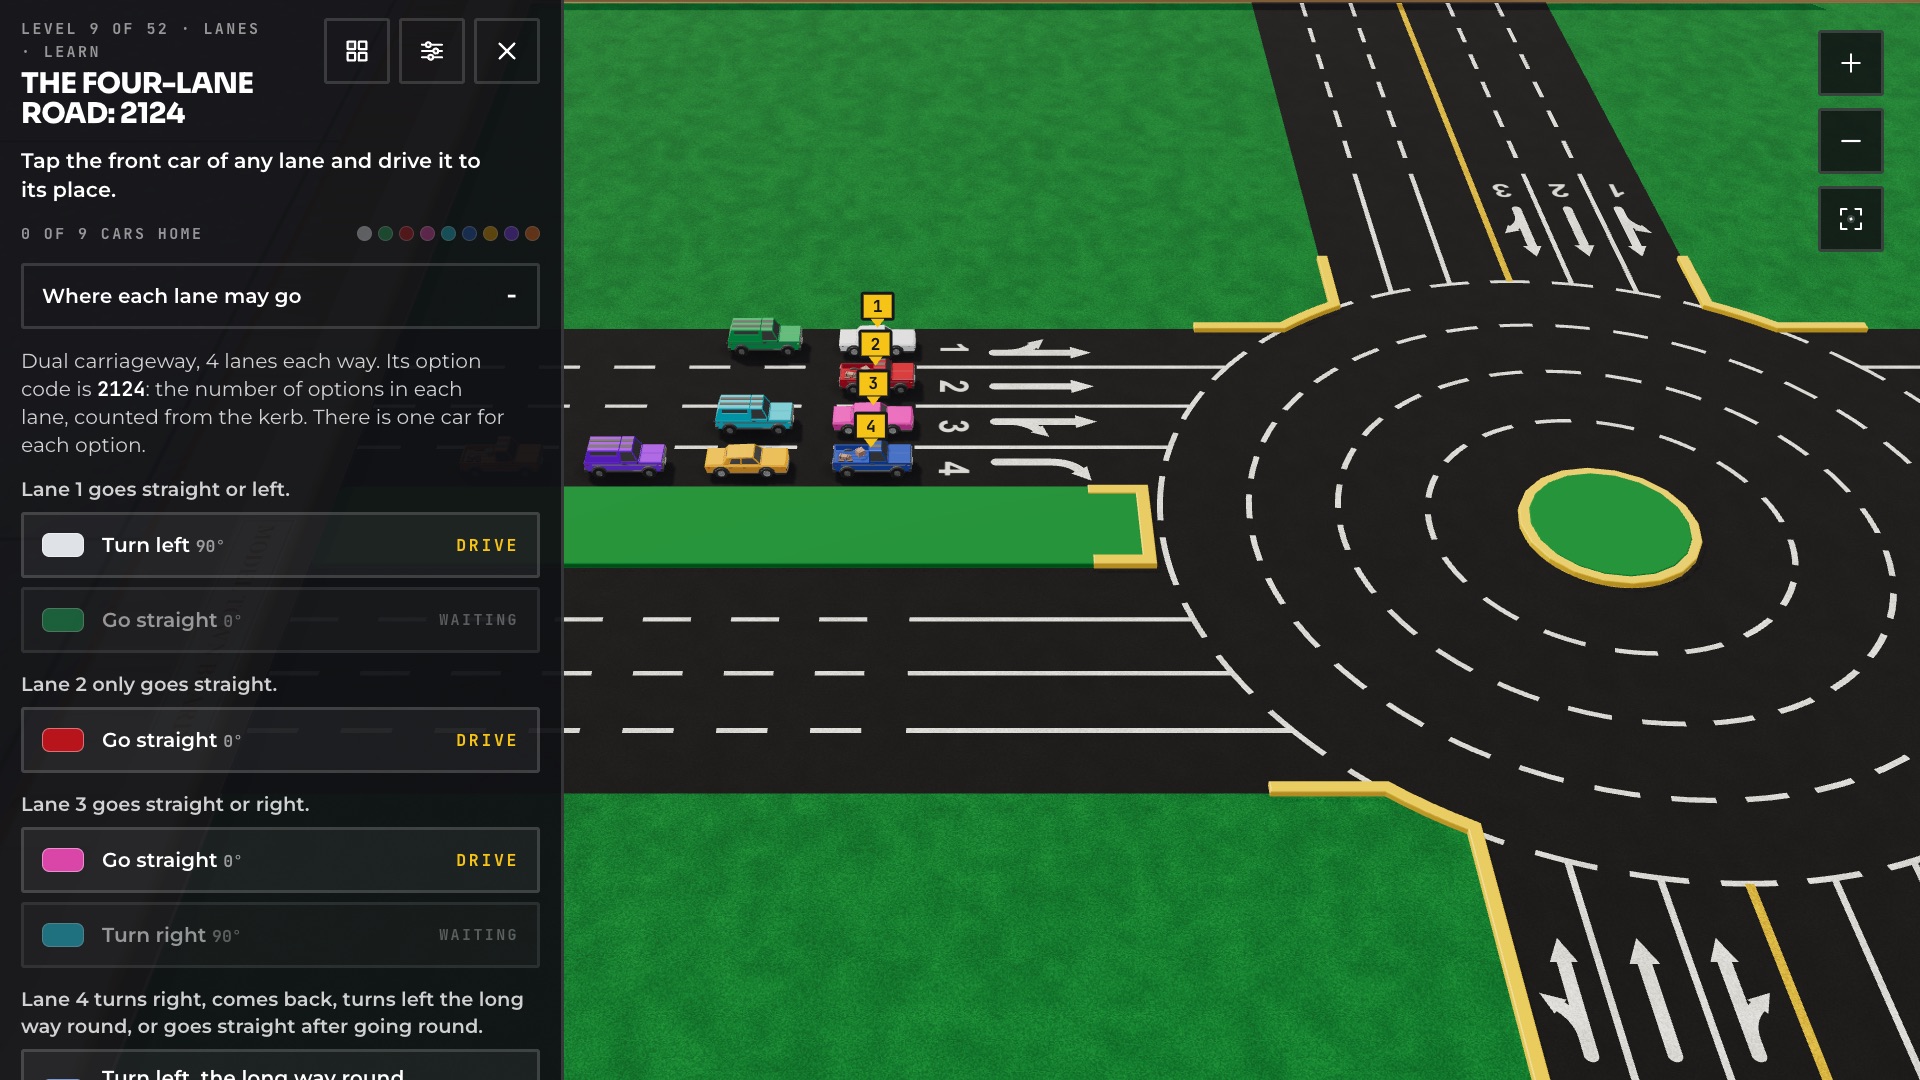 LEVEL 9 OF 52 · LANES
· LEARN
THE FOUR-LANE
ROAD: 2124
Tap the front car of any lane and drive it to
its place.
0 OF 9 CARS HOME
Where each lane may go -
Dual carriageway, 4 lanes each way. Its option
code is 2124: the number of options in each
lane, counted from the kerb. There is one car for
each option.
Lane 1 goes straight or left.
Turn left 90° DRIVE
Go straight 0° WAITING
Lane 2 only goes straight.
Go straight 0° DRIVE
Lane 3 goes straight or right.
Go straight 0° DRIVE
Turn right 90° WAITING
Lane 4 turns right, comes back, turns left the long
way round, or goes straight after going round.
Turn left, the long way round
1
2
3
4
1
2
3
4
3 2 1